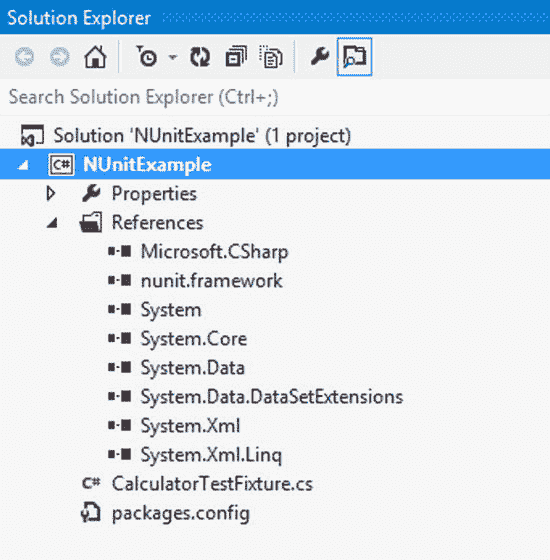 Solution Explorer
Search Solution Explorer (Ctrl+;)
Solution 'NUnitExample' (1 project)
C# NUnitExample
Properties
References
Microsoft.CSharp
nunit.framework
System
System.Core
System.Data
System.Data.DataSetExtensions
System.Xml
System.Xml.Linq
C# CalculatorTestFixture.cs
packages.config